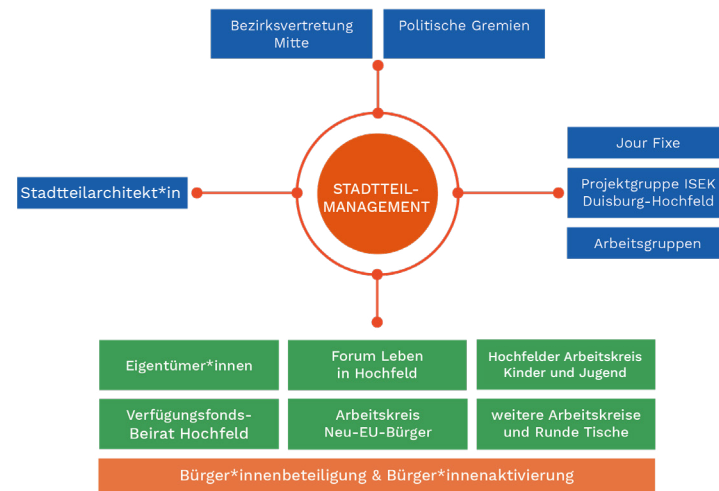 Bezirksvertretung
Mitte
Politische Gremien
Jour Fixe
Stadtteilarchitekt*in
STADTTEIL-
MANAGEMENT
Projektgruppe ISEK
Duisburg-Hochfeld
Arbeitsgruppen
Eigentümer*innen
Forum Leben
in Hochfeld
Hochfelder Arbeitskreis
Kinder und Jugend
Verfügungsfonds-
Beirat Hochfeld
Arbeitskreis
Neu-EU-Bürger
weitere Arbeitskreise
und Runde Tische
Bürger*innenbeteiligung & Bürger*innenaktivierung